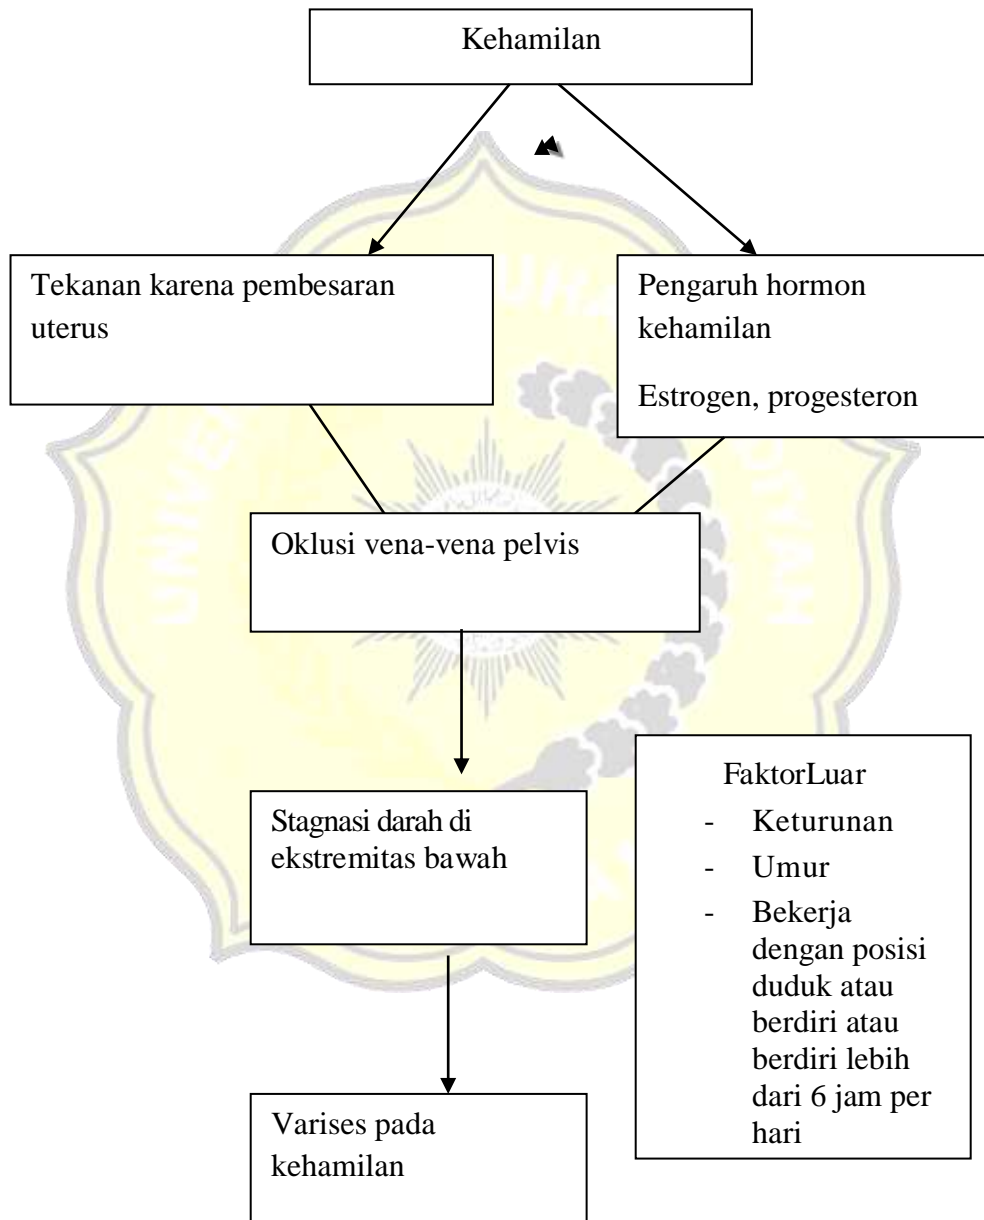 Kehamilan
Tekanan karena pembesaran
uterus
Pengaruh hormon
kehamilan
Estrogen, progesteron
Oklusi vena-vena pelvis
Stagnasi darah di
ekstremitas bawah
FaktorLuar
- Keturunan
- Umur
- Bekerja
dengan posisi
duduk atau
berdiri atau
berdiri lebih
dari 6 jam per
hari
Varises pada
kehamilan